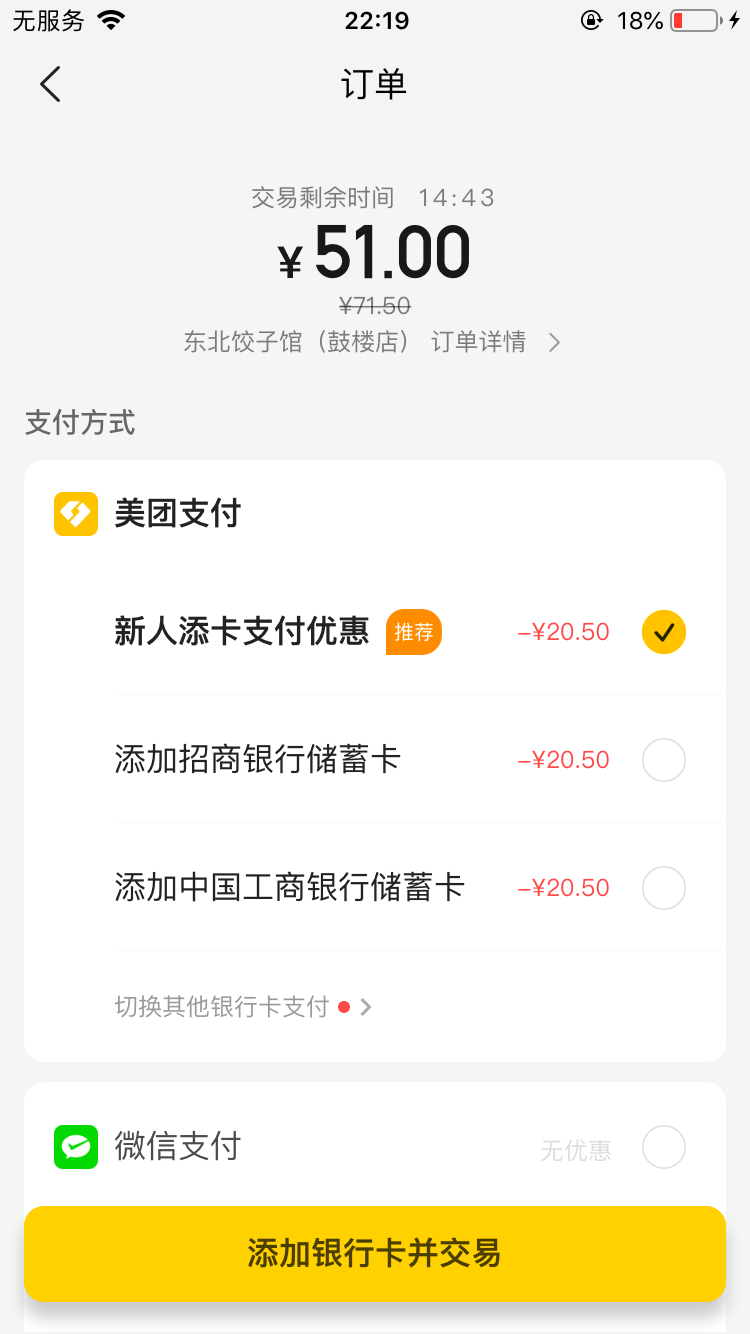 无服务 22:19 18%
订单
交易剩余时间 14:43
¥51.00
¥71.50
东北饺子馆（鼓楼店） 订单详情
支付方式
美团支付
新人添卡支付优惠 推荐 -¥20.50
添加招商银行储蓄卡 -¥20.50
添加中国工商银行储蓄卡 -¥20.50
切换其他银行卡支付
微信支付 无优惠
添加银行卡并交易